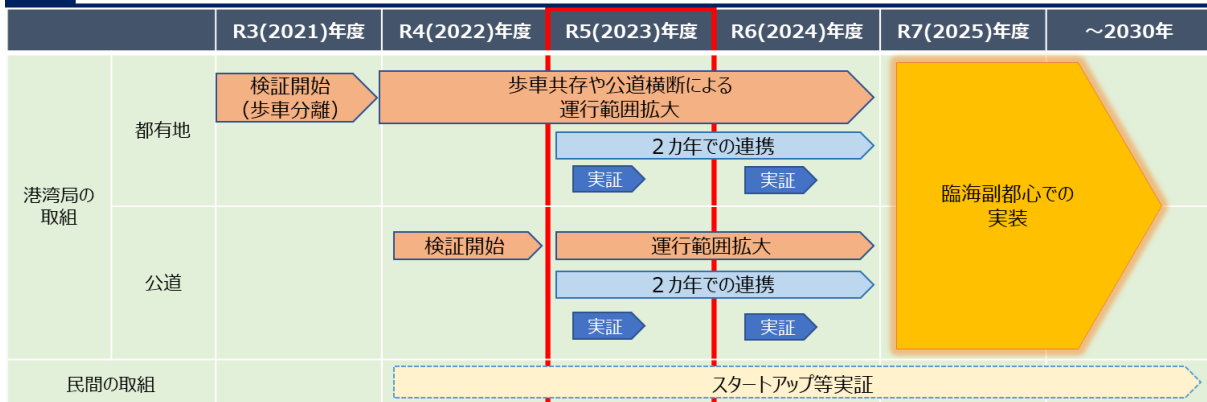 R3(2021)年度 R4(2022)年度 R5(2023)年度 R6(2024)年度 R7(2025)年度 ～2030年
港湾局の
取組
都有地
検証開始
(歩車分離)
歩車共存や公道横断による
運行範囲拡大
２カ年での連携
実証 実証
公道
検証開始 運行範囲拡大
２カ年での連携
実証 実証
臨海副都心での
実装
民間の取組 スタートアップ等実証